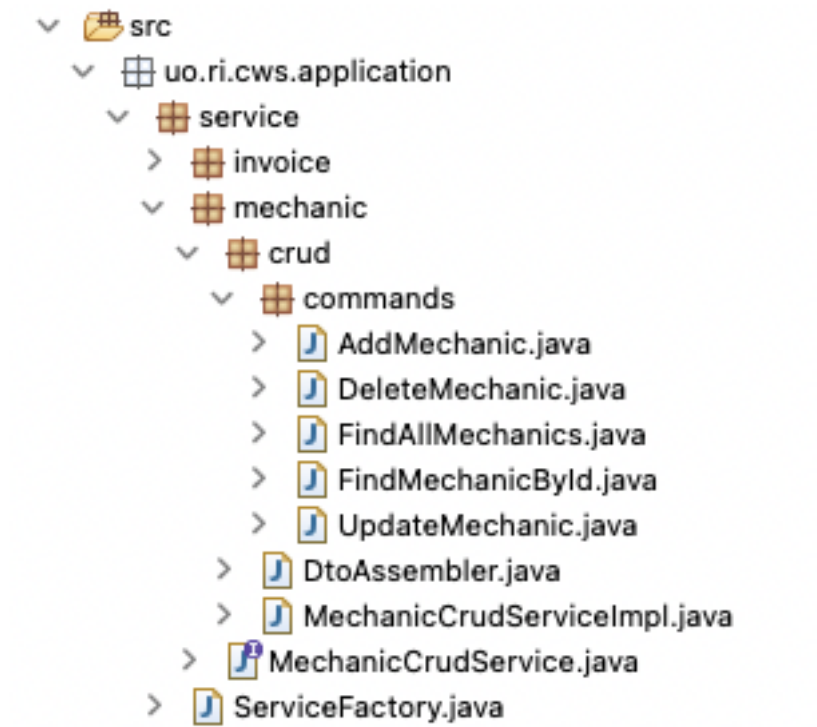 src
uo.ri.cws.application
service
invoice
mechanic
crud
commands
AddMechanic.java
DeleteMechanic.java
FindAllMechanics.java
FindMechanicById.java
UpdateMechanic.java
DtoAssembler.java
MechanicCrudServiceImpl.java
MechanicCrudService.java
ServiceFactory.java